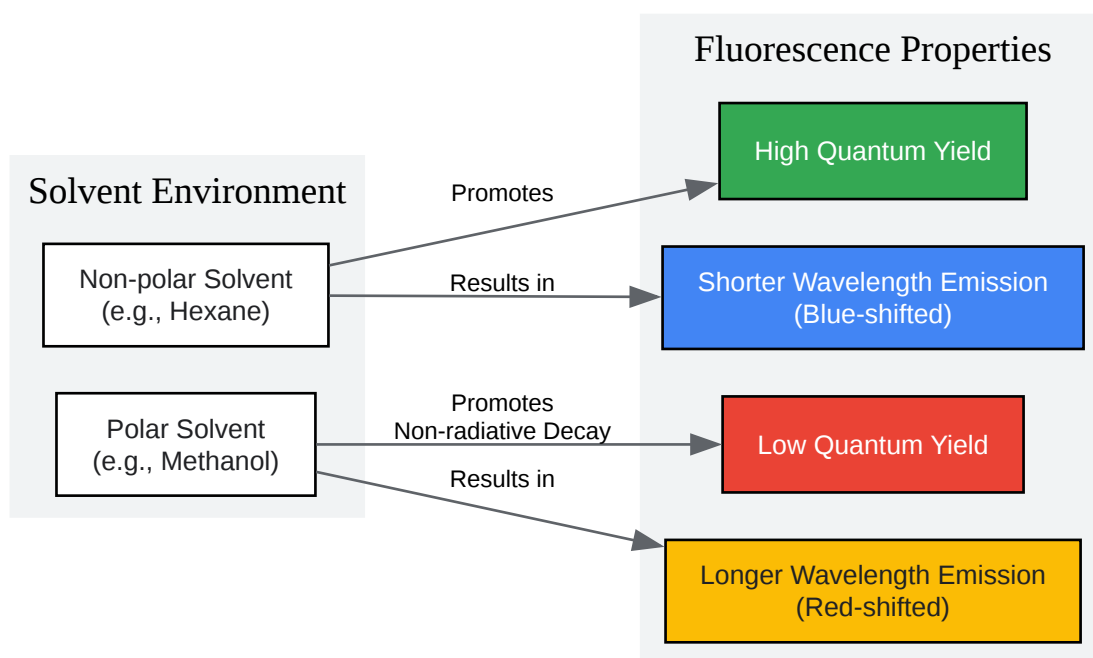 Fluorescence Properties
High Quantum Yield
Solvent Environment
Promotes
Non-polar Solvent
(e.g., Hexane)
Results in
Shorter Wavelength Emission
(Blue-shifted)
Polar Solvent
(e.g., Methanol)
Promotes
Non-radiative Decay
Low Quantum Yield
Results in
Longer Wavelength Emission
(Red-shifted)